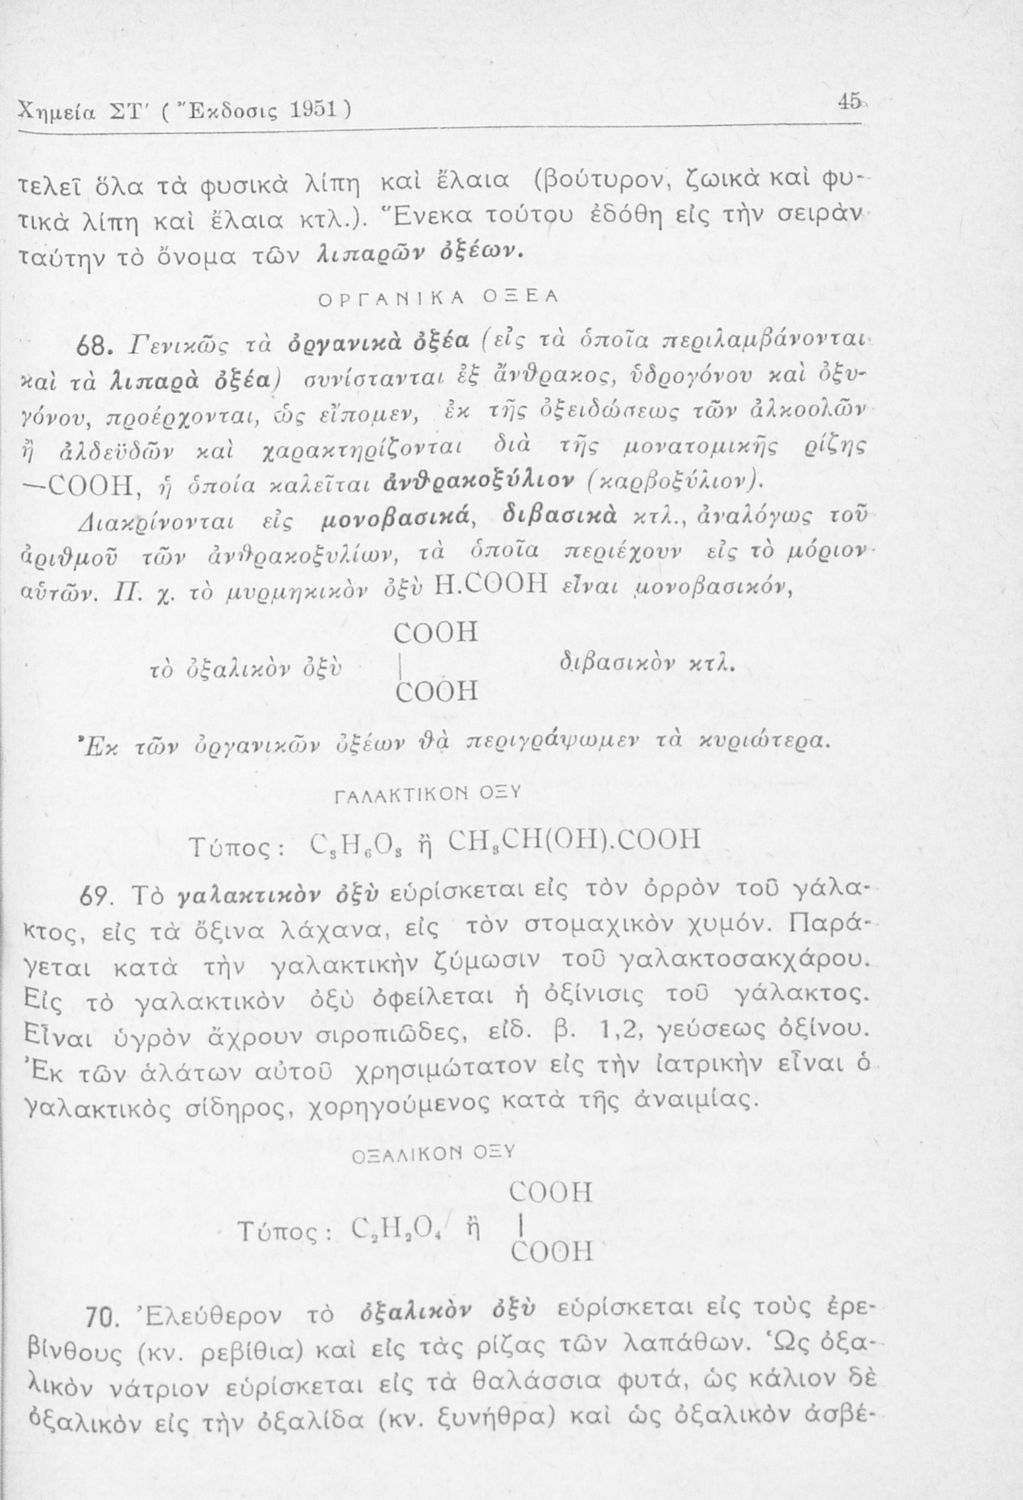 Χημεία ΣΤ′ ( Ἔκδοσις 1951 )
45
τελεῖ ὅλα τὰ φυσικὰ λίπη καὶ ἔλαια (βούτυρον, ζωικὰ καὶ φυ-
τικὰ λίπη καὶ ἔλαια κτλ.). Ἕνεκα τούτου ἐδόθη εἰς τὴν σειρὰν
ταύτην τὸ ὄνομα τῶν λιπαρῶν ὀξέων.
ΟΡΓΑΝΙΚΑ ΟΞΕΑ
68. Γενικῶς τὰ ὀργανικὰ ὀξέα (εἰς τὰ ὁποῖα περιλαμβάνονται
καὶ τὰ λιπαρὰ ὀξέα) συνίστανται ἐξ ἄνθρακος, ὑδρογόνου καὶ ὀξυ-
γόνου, προέρχονται, ὡς εἴπομεν, ἐκ τῆς ὀξειδώσεως τῶν ἀλκοολῶν
ἢ ἀλδεϋδῶν καὶ χαρακτηρίζονται διὰ τῆς μονατομικῆς ρίζης
—COOH, ἡ ὁποία καλεῖται ἀνθρακοξύλιον (καρβοξύλιον).
Διακρίνονται εἰς μονοβασικά, διβασικὰ κτλ., ἀναλόγως τοῦ
ἀριθμοῦ τῶν ἀνθρακοξυλίων, τὰ ὁποῖα περιέχουν εἰς τὸ μόριον
αὐτῶν. Π. χ. τὸ μυρμηκικὸν ὀξὺ H.COOH εἶναι μονοβασικόν,
COOH
τὸ ὀξαλικὸν ὀξὺ | διβασικὸν κτλ.
COOH
Ἐκ τῶν ὀργανικῶν ὀξέων θὰ περιγράψωμεν τὰ κυριώτερα.
ΓΑΛΑΚΤΙΚΟΝ ΟΞΥ
Τύπος : C₃H₆O₃ ἢ CH₃CH(OH).COOH
69. Τὸ γαλακτικὸν ὀξὺ εὑρίσκεται εἰς τὸν ὀρρὸν τοῦ γάλα-
κτος, εἰς τὰ ὄξινα λάχανα, εἰς τὸν στομαχικὸν χυμόν. Παρά-
γεται κατὰ τὴν γαλακτικὴν ζύμωσιν τοῦ γαλακτοσακχάρου.
Εἰς τὸ γαλακτικὸν ὀξὺ ὀφείλεται ἡ ὀξίνισις τοῦ γάλακτος.
Εἶναι ὑγρὸν ἄχρουν σιροπιῶδες, εἰδ. β. 1,2, γεύσεως ὀξίνου.
Ἐκ τῶν ἁλάτων αὐτοῦ χρησιμώτατον εἰς τὴν ἰατρικὴν εἶναι ὁ
γαλακτικὸς σίδηρος, χορηγούμενος κατὰ τῆς ἀναιμίας.
ΟΞΑΛΙΚΟΝ ΟΞΥ
COOH
Τύπος : C₂H₂O₄ ἢ |
COOH
70. Ἐλεύθερον τὸ ὀξαλικὸν ὀξὺ εὑρίσκεται εἰς τοὺς ἐρε-
βίνθους (κν. ρεβίθια) καὶ εἰς τὰς ρίζας τῶν λαπάθων. Ὡς ὀξα-
λικὸν νάτριον εὑρίσκεται εἰς τὰ θαλάσσια φυτά, ὡς κάλιον δὲ
ὀξαλικὸν εἰς τὴν ὀξαλίδα (κν. ξυνήθρα) καὶ ὡς ὀξαλικὸν ἀσβέ-